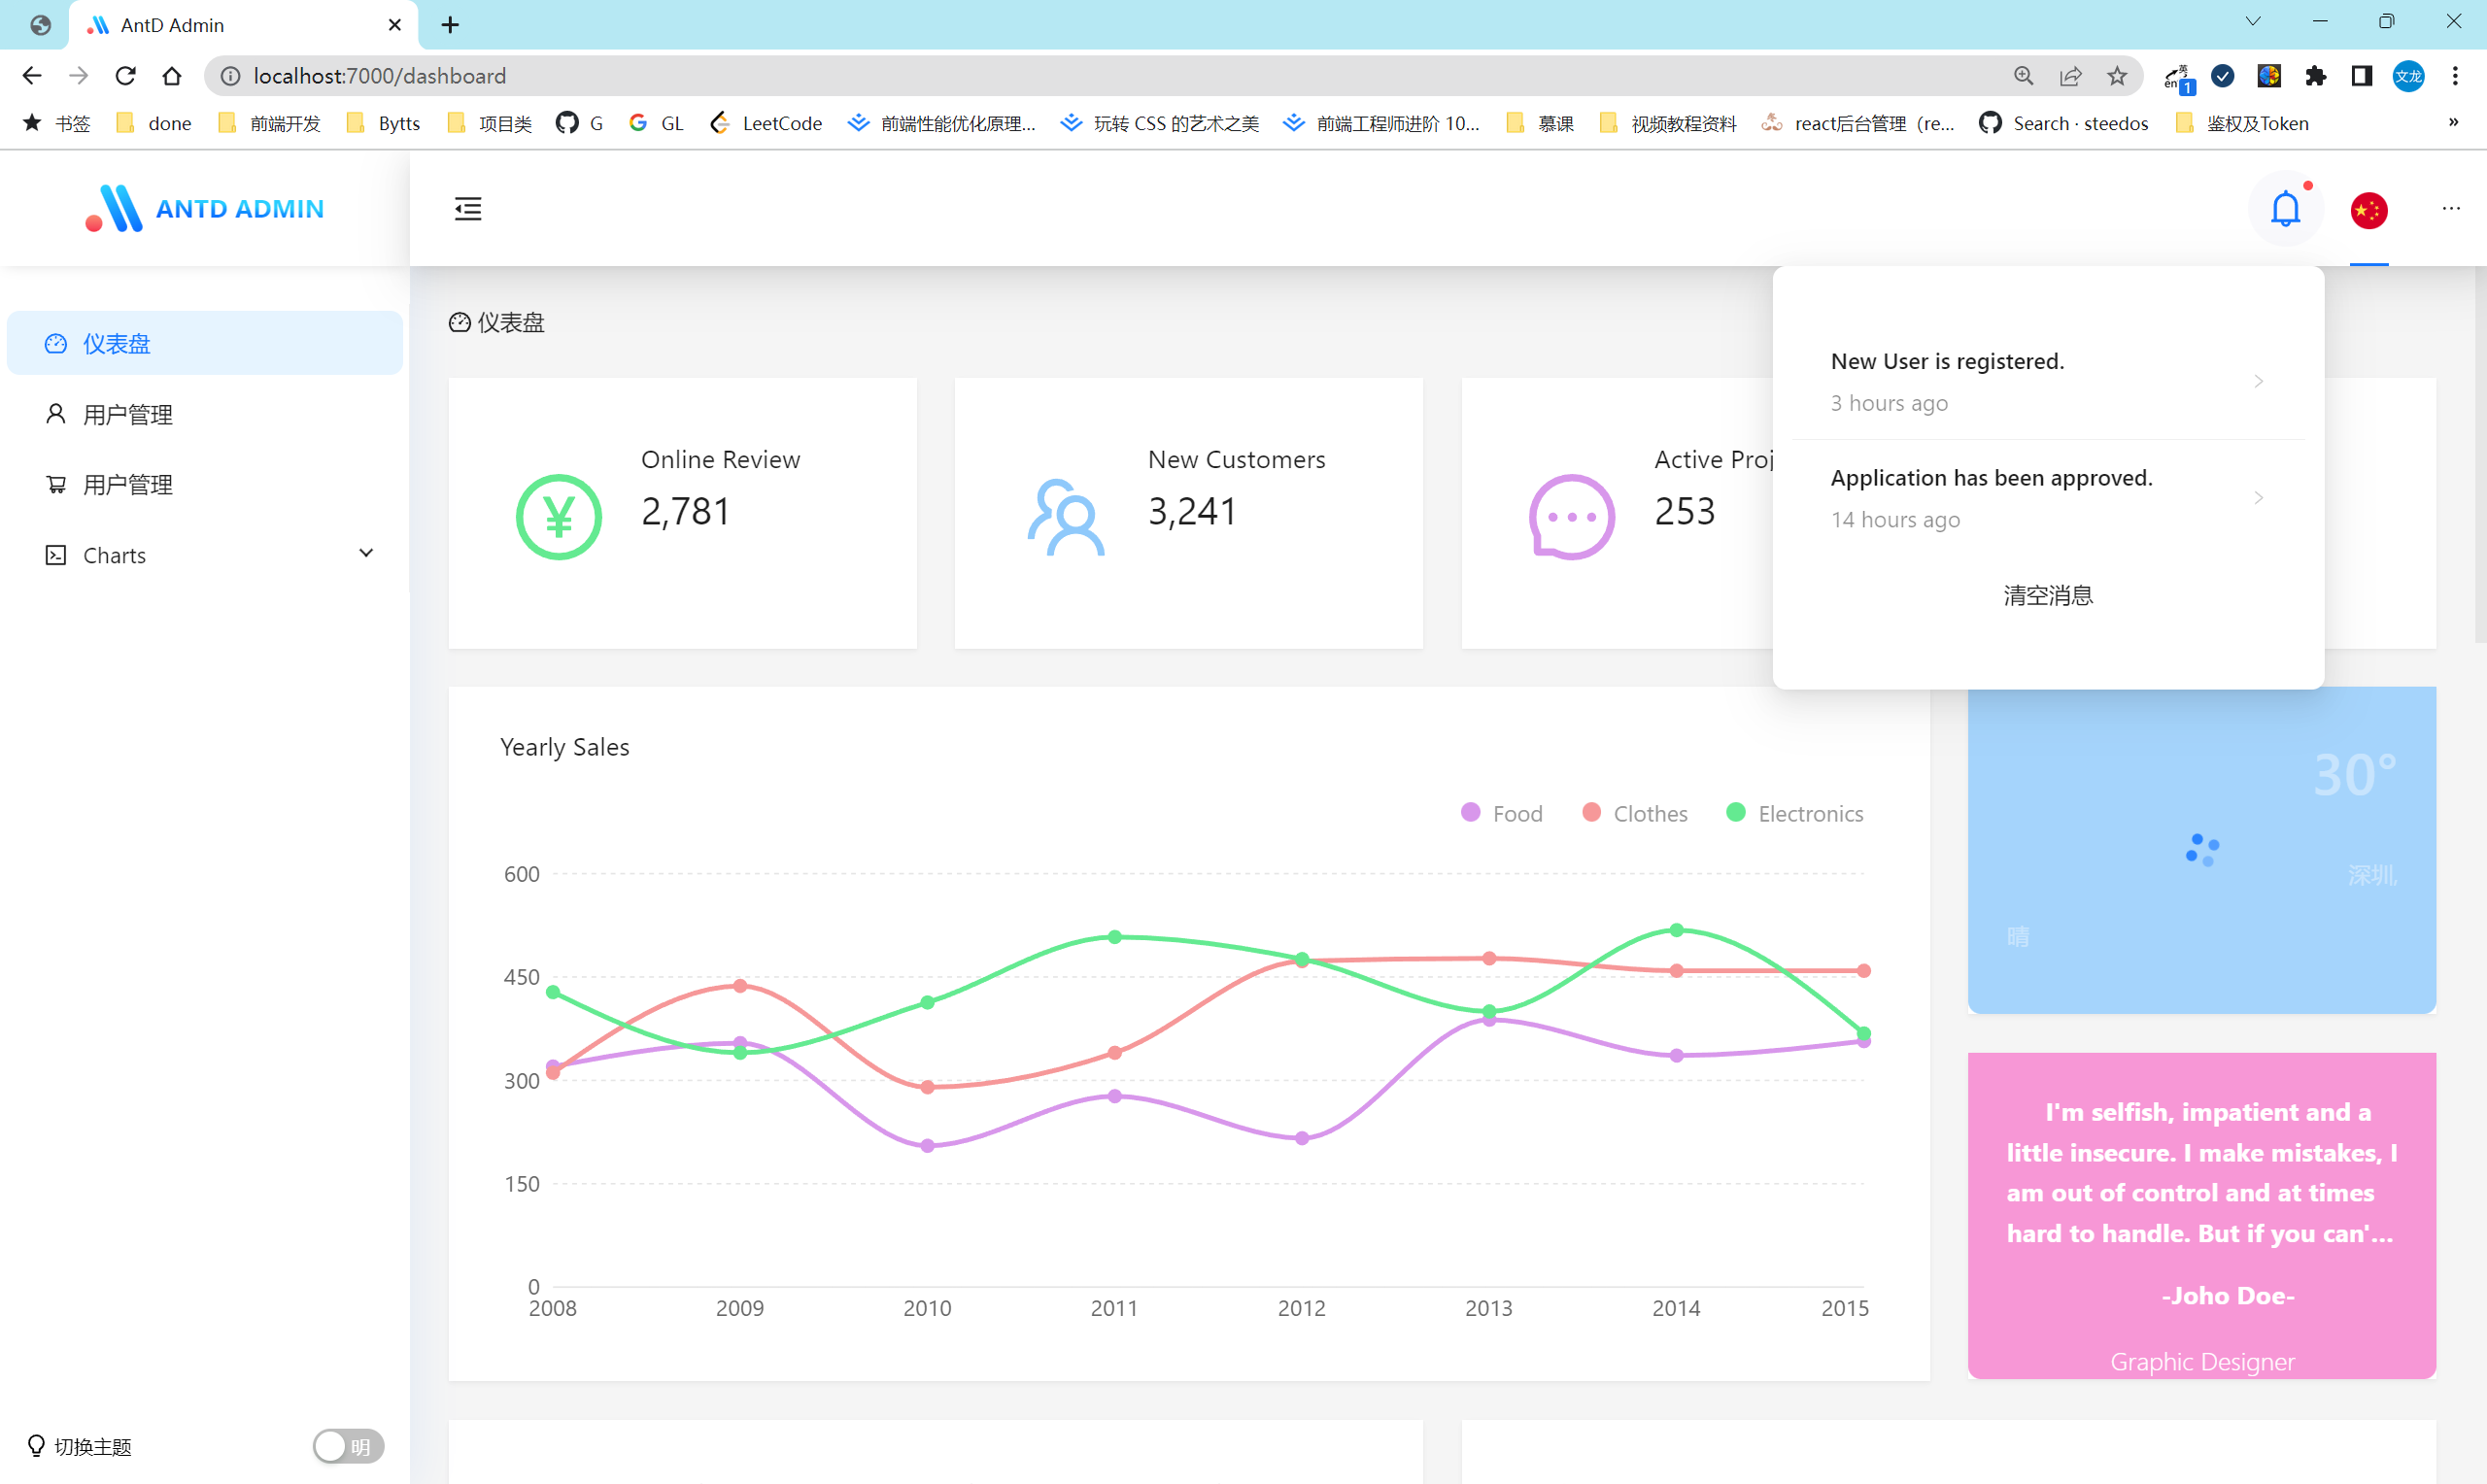 AntD Admin
localhost:7000/dashboard
英
en
1
文龙
书签
done
前端开发
Bytts
项目类
G
GL
LeetCode
前端性能优化原理...
玩转 CSS 的艺术之美
前端工程师进阶 10...
慕课
视频教程资料
react后台管理（re...
Search · steedos
鉴权及Token
»
ANTD ADMIN
仪表盘
用户管理
用户管理
Charts
切换主题
明
仪表盘
Online Review
2,781
New Customers
3,241
Active Proj
253
New User is registered.
3 hours ago
Application has been approved.
14 hours ago
清空消息
Yearly Sales
Food
Clothes
Electronics
600
450
300
150
0
2008
2009
2010
2011
2012
2013
2014
2015
30°
深圳,
晴
I'm selfish, impatient and a
little insecure. I make mistakes, I
am out of control and at times
hard to handle. But if you can'...
-Joho Doe-
Graphic Designer